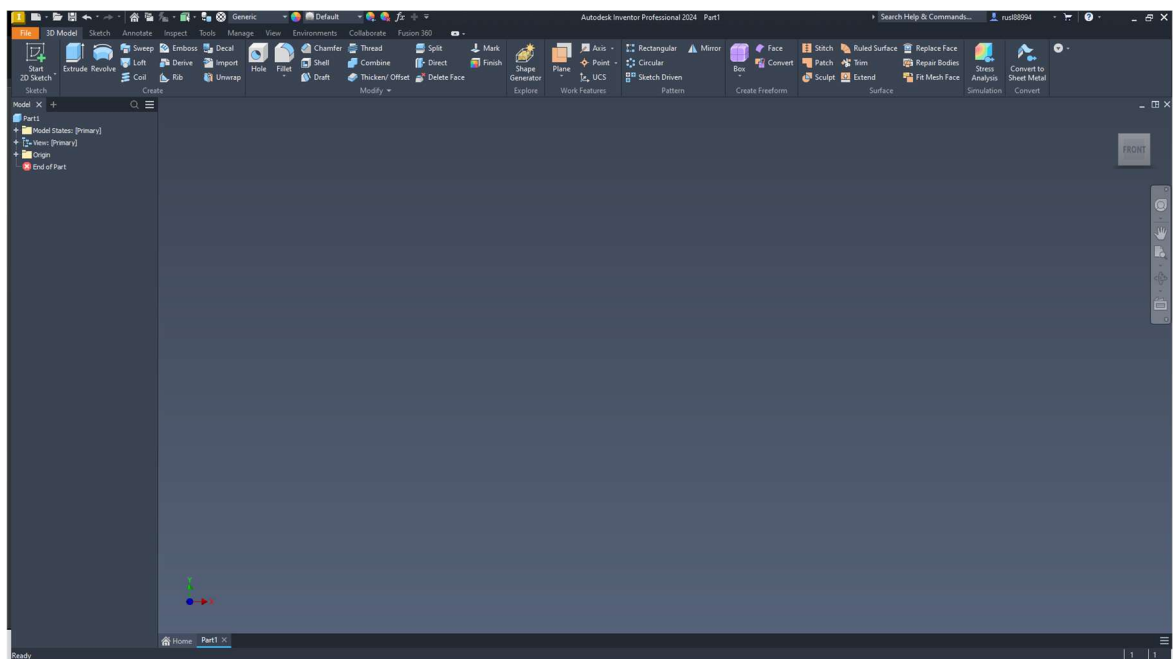 I Generic Default fx Autodesk Inventor Professional 2024 Part1 Search Help & Commands... rusl88994
File 3D Model Sketch Annotate Inspect Tools Manage View Environments Collaborate Fusion 360
Start 2D Sketch
Sketch
Extrude Revolve
Sweep Emboss Decal
Loft Derive Import
Coil Rib Unwrap
Create
Hole Fillet
Chamfer Thread Split Mark
Shell Combine Direct Finish
Draft Thicken/ Offset Delete Face
Modify
Shape Generator
Explore
Plane
Axis
Point
UCS
Work Features
Rectangular Mirror
Circular
Sketch Driven
Pattern
Box
Face
Convert
Create Freeform
Stitch Ruled Surface Replace Face
Patch Trim Repair Bodies
Sculpt Extend Fit Mesh Face
Surface
Stress Analysis
Simulation
Convert to Sheet Metal
Convert
Model × +
Part1
Model States: [Primary]
View: [Primary]
Origin
End of Part
FRONT
Y
X
Home Part1 ×
Ready 1 1